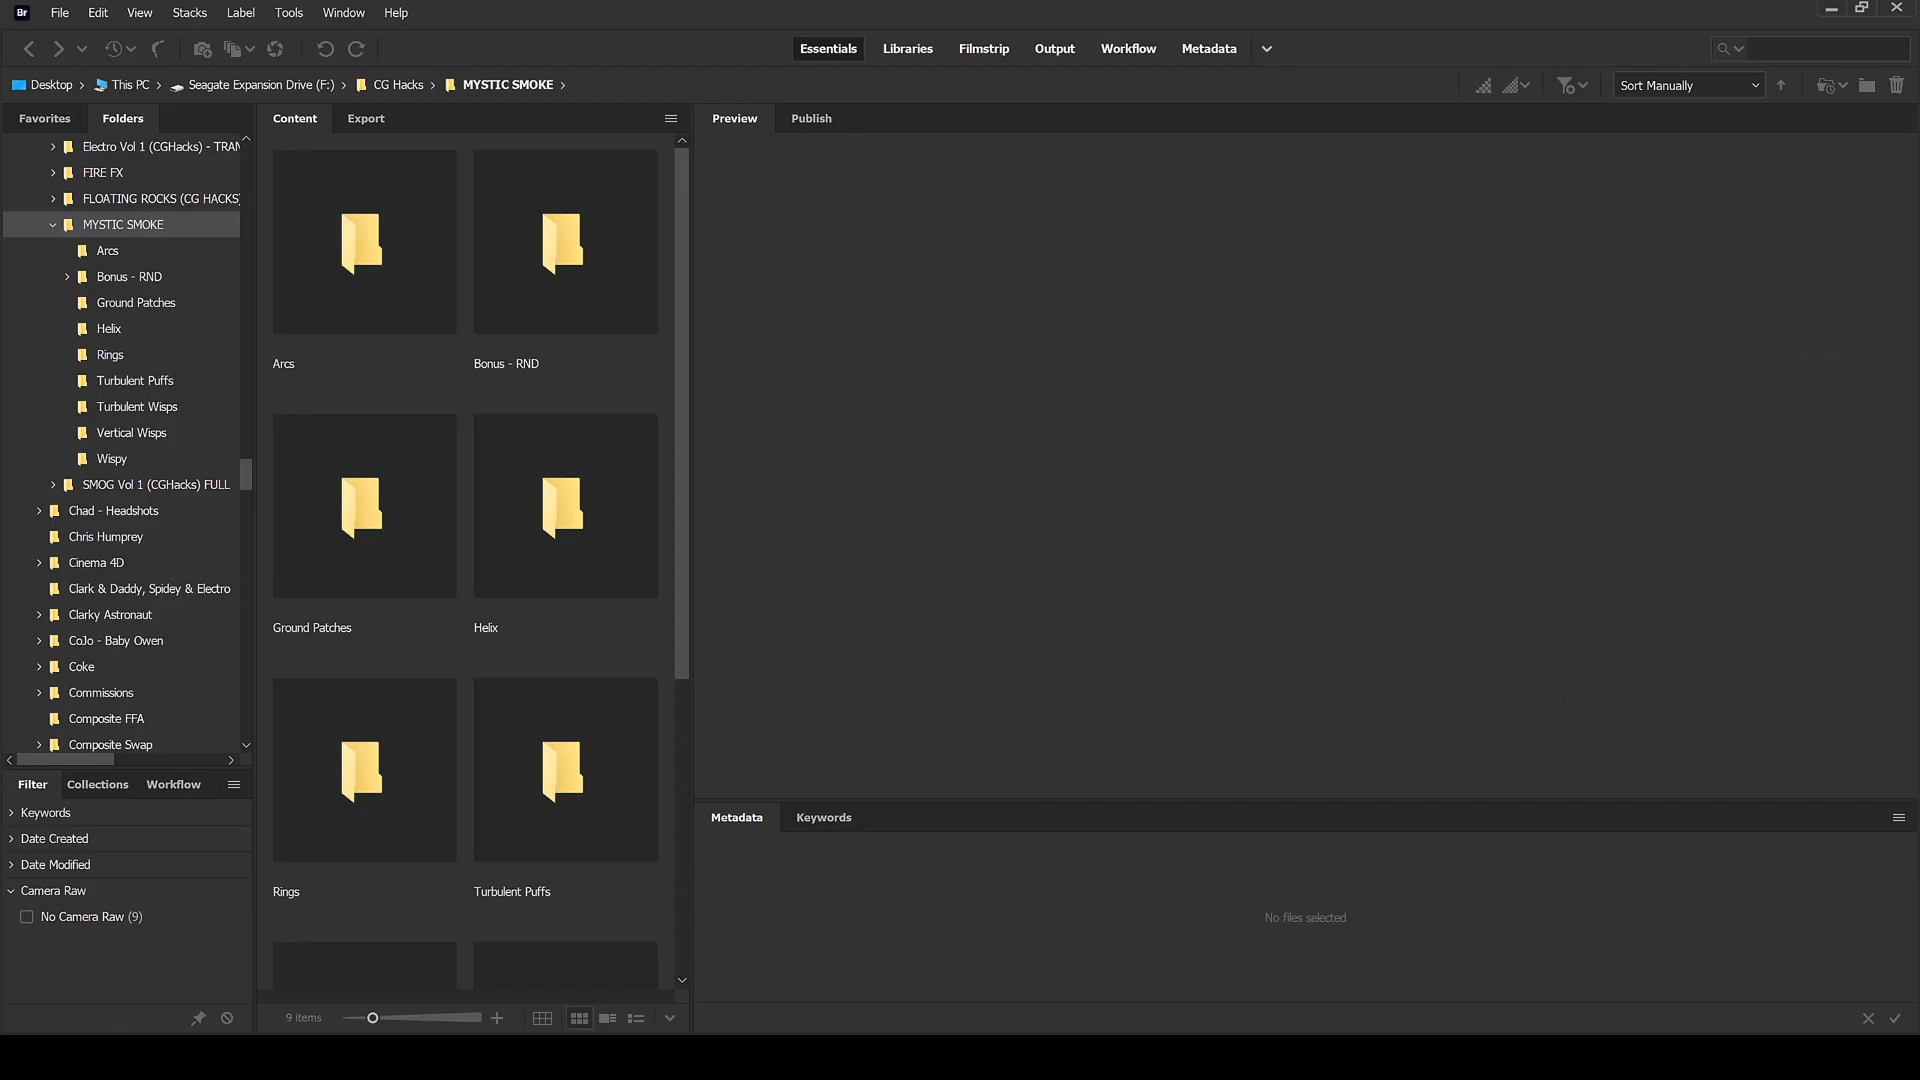 Br File Edit View Stacks Label Tools Window Help
Essentials Libraries Filmstrip Output Workflow Metadata
Desktop This PC Seagate Expansion Drive (F:) CG Hacks MYSTIC SMOKE
Sort Manually
Favorites Folders
Electro Vol 1 (CGHacks) - TRAN
FIRE FX
FLOATING ROCKS (CG HACKS)
MYSTIC SMOKE
Arcs
Bonus - RND
Ground Patches
Helix
Rings
Turbulent Puffs
Turbulent Wisps
Vertical Wisps
Wispy
SMOG Vol 1 (CGHacks) FULL
Chad - Headshots
Chris Humprey
Cinema 4D
Clark & Daddy, Spidey & Electro
Clarky Astronaut
CoJo - Baby Owen
Coke
Commissions
Composite FFA
Composite Swap
Filter Collections Workflow
Keywords
Date Created
Date Modified
Camera Raw
No Camera Raw (9)
Content Export
Arcs Bonus - RND
Ground Patches Helix
Rings Turbulent Puffs
9 items
Preview Publish
Metadata Keywords
No files selected